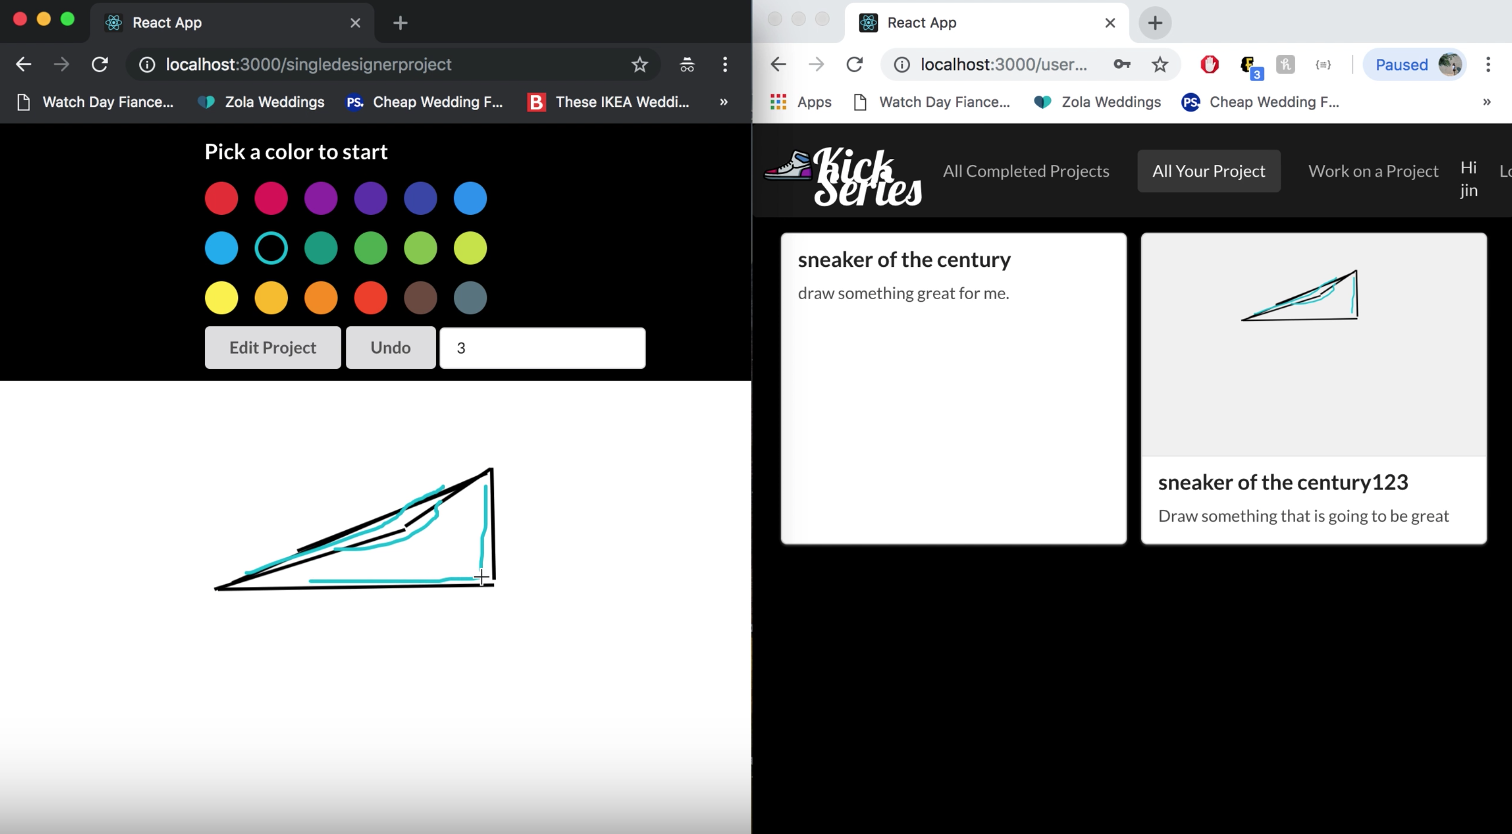 React App
localhost:3000/singledesignerproject
Watch Day Fiance...
Zola Weddings
PS.
Cheap Wedding F...
B
These IKEA Weddi...
»
Pick a color to start
Edit Project
Undo
3
React App
localhost:3000/user...
3
{≡}
Paused
Apps
Watch Day Fiance...
Zola Weddings
PS.
Cheap Wedding F...
»
Kick
Series
All Completed Projects
All Your Project
Work on a Project
Hi
jin
Lo
sneaker of the century
draw something great for me.
sneaker of the century123
Draw something that is going to be great